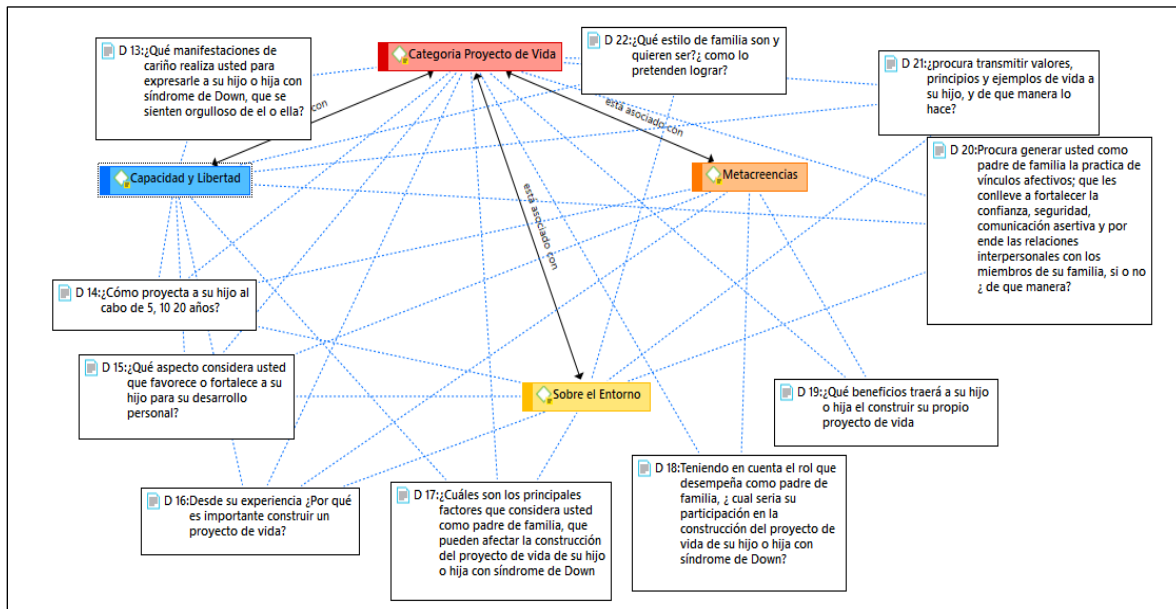 D 13:¿Qué manifestaciones de
cariño realiza usted para
expresarle a su hijo o hija con
síndrome de Down, que se
sienten orgulloso de el o ella?
Categoria Proyecto de Vida
D 22:¿Qué estilo de familia son y
quieren ser?¿ como lo
pretenden lograr?
D 21:¿procura transmitir valores,
principios y ejemplos de vida a
su hijo, y de que manera lo
hace?
con
está asociado con
está asociado con
Capacidad y Libertad
Metacreencias
D 20:Procura generar usted como
padre de familia la practica de
vínculos afectivos; que les
conlleve a fortalecer la
confianza, seguridad,
comunicación asertiva y por
ende las relaciones
interpersonales con los
miembros de su familia, si o no
¿ de que manera?
D 14:¿Cómo proyecta a su hijo al
cabo de 5, 10 20 años?
D 15:¿Qué aspecto considera usted
que favorece o fortalece a su
hijo para su desarrollo
personal?
Sobre el Entorno
D 19:¿Qué beneficios traerá a su hijo
o hija el construir su propio
proyecto de vida
D 16:Desde su experiencia ¿Por qué
es importante construir un
proyecto de vida?
D 17:¿Cuáles son los principales
factores que considera usted
como padre de familia, que
pueden afectar la construcción
del proyecto de vida de su hijo
o hija con síndrome de Down
D 18:Teniendo en cuenta el rol que
desempeña como padre de
familia, ¿ cual seria su
participación en la
construcción del proyecto de
vida de su hijo o hija con
síndrome de Down?